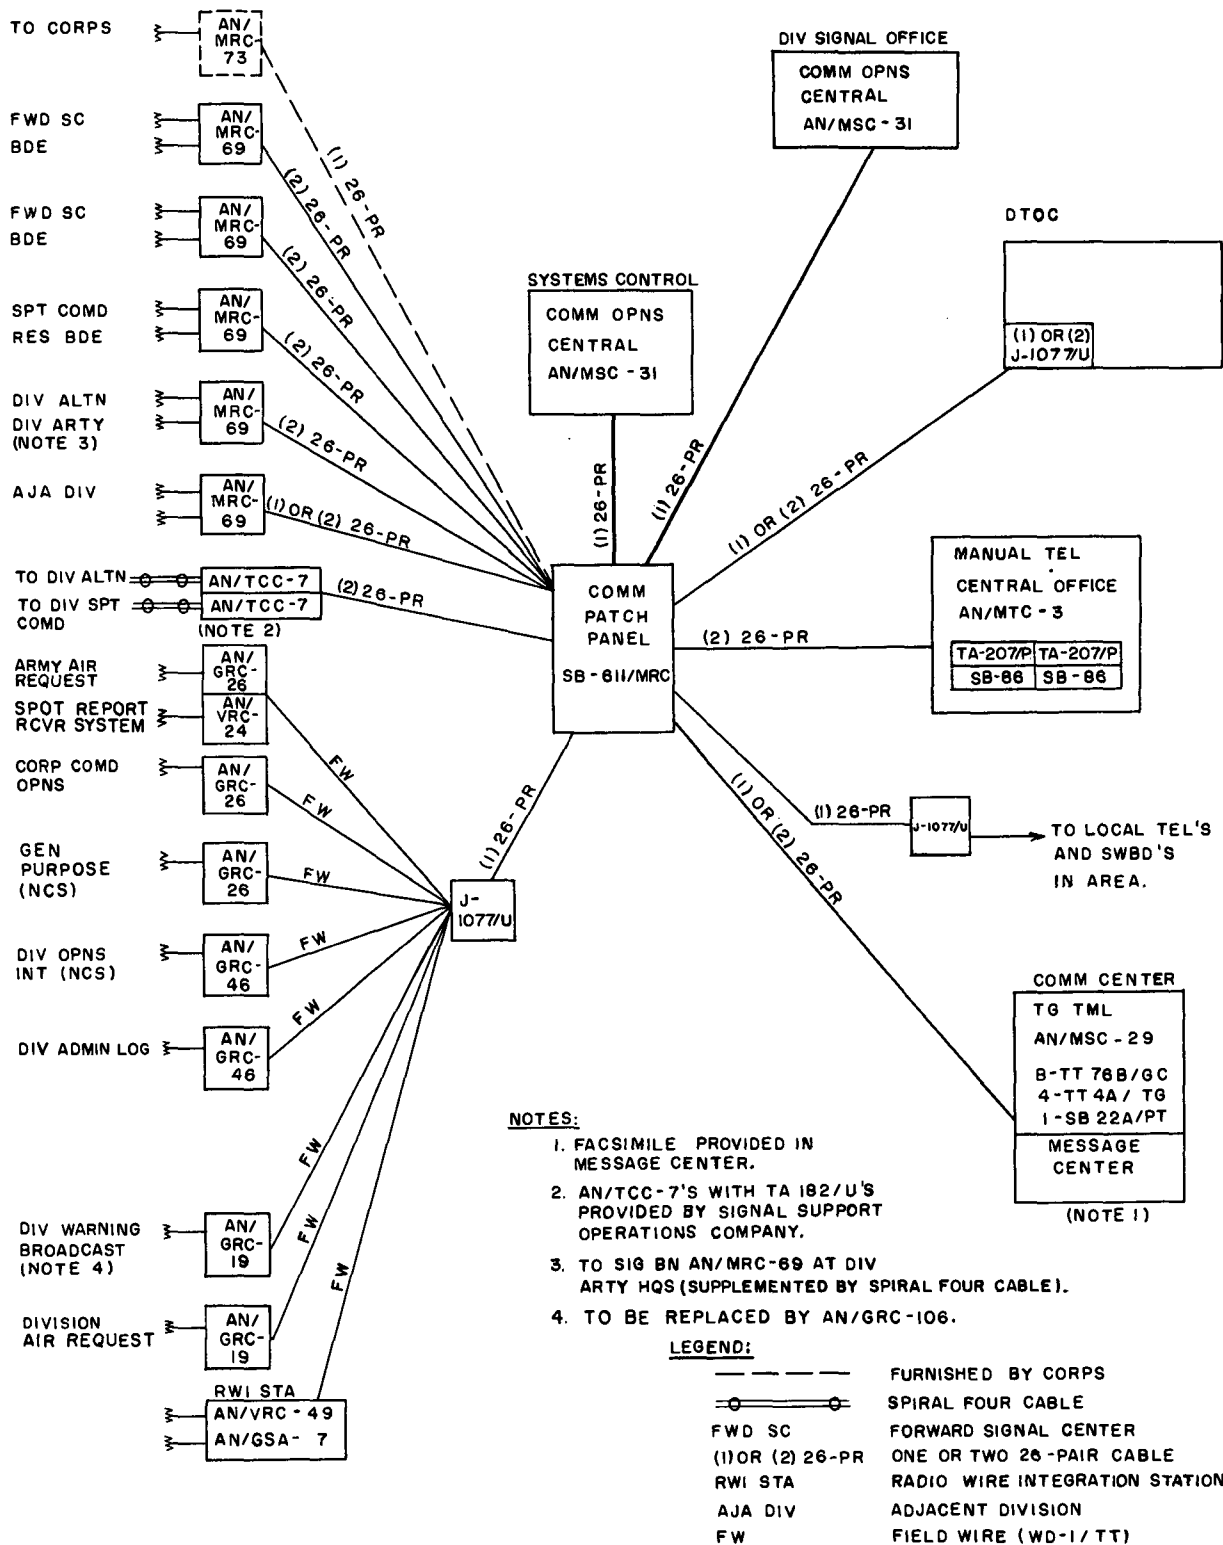 TO CORPS
AN/
MRC-
73
(1) 26-PR
FWD SC
BDE
AN/
MRC-
69
(2) 26-PR
FWD SC
BDE
AN/
MRC-
69
(2) 26-PR
SPT COMD
RES BDE
AN/
MRC-
69
(2) 26-PR
DIV ALTN
DIV ARTY
(NOTE 3)
AN/
MRC-
69
(2) 26-PR
AJA DIV
AN/
MRC-
69
(1) OR (2) 26-PR
TO DIV ALTN
AN/TCC-7
TO DIV SPT
COMD
AN/TCC-7
(NOTE 2)
(2) 26-PR
ARMY AIR
REQUEST
AN/
GRC-
26
SPOT REPORT
RCVR SYSTEM
AN/
VRC-
24
FW
CORP COMD
OPNS
AN/
GRC-
26
FW
GEN
PURPOSE
(NCS)
AN/
GRC-
26
FW
DIV OPNS
INT (NCS)
AN/
GRC-
46
FW
DIV ADMIN LOG
AN/
GRC-
46
FW
DIV WARNING
BROADCAST
(NOTE 4)
AN/
GRC-
19
FW
DIVISION
AIR REQUEST
AN/
GRC-
19
FW
RWI STA
AN/VRC-49
AN/GSA-7
FW
J-
1077/U
(1) 26-PR
SYSTEMS CONTROL
COMM OPNS
CENTRAL
AN/MSC-31
(1) 26-PR
DIV SIGNAL OFFICE
COMM OPNS
CENTRAL
AN/MSC-31
(1) 26-PR
COMM
PATCH
PANEL
SB-611/MRC
DTOC
(1) OR (2)
J-1077/U
(1) OR (2) 26-PR
MANUAL TEL
CENTRAL OFFICE
AN/MTC-3
TA-207/P TA-207/P
SB-86 SB-86
(2) 26-PR
(1) 26-PR
J-1077/U
TO LOCAL TEL'S
AND SWBD'S
IN AREA.
(1) OR (2) 26-PR
COMM CENTER
TG TML
AN/MSC-29
8-TT 76B/GC
4-TT 4A/TG
1-SB 22A/PT
MESSAGE
CENTER
(NOTE 1)
NOTES:
1. FACSIMILE PROVIDED IN
MESSAGE CENTER.
2. AN/TCC-7'S WITH TA 182/U'S
PROVIDED BY SIGNAL SUPPORT
OPERATIONS COMPANY.
3. TO SIG BN AN/MRC-69 AT DIV
ARTY HQS (SUPPLEMENTED BY SPIRAL FOUR CABLE).
4. TO BE REPLACED BY AN/GRC-106.
LEGEND:
FURNISHED BY CORPS
SPIRAL FOUR CABLE
FWD SC FORWARD SIGNAL CENTER
(1) OR (2) 26-PR ONE OR TWO 26-PAIR CABLE
RWI STA RADIO WIRE INTEGRATION STATION
AJA DIV ADJACENT DIVISION
FW FIELD WIRE (WD-1/TT)